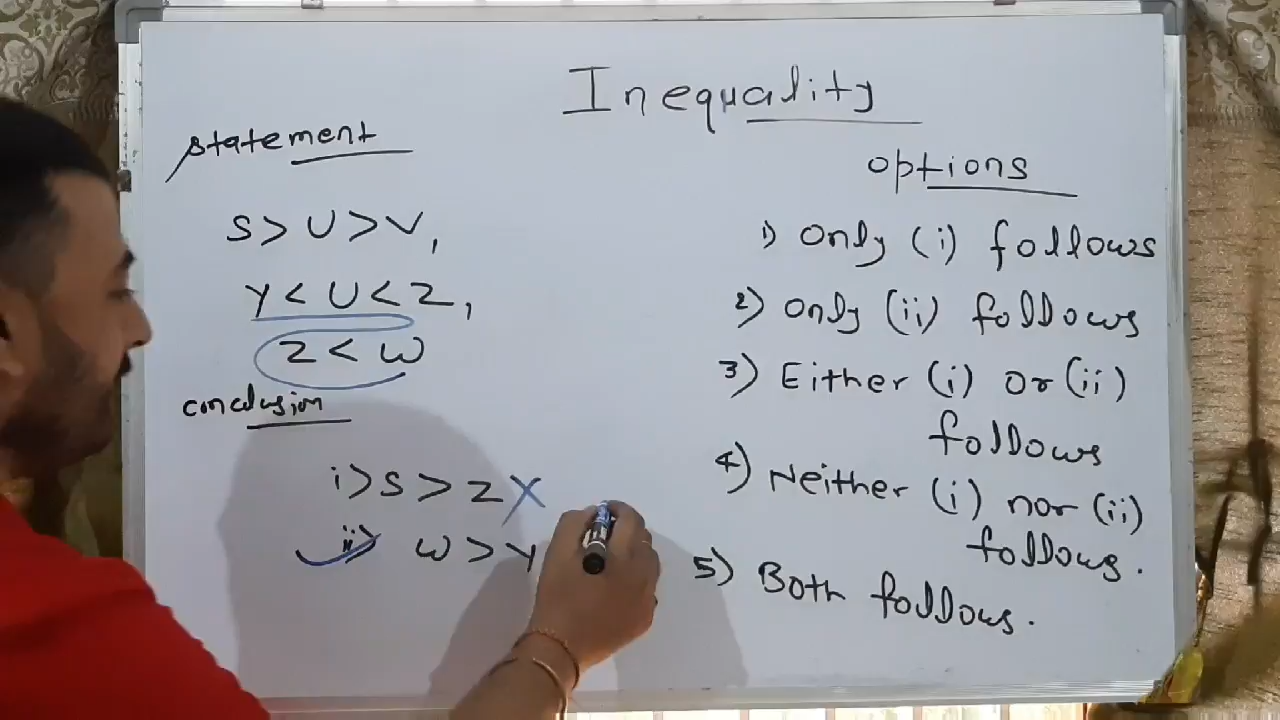 Inequality
statement
S > U > V,
Y < U < Z,
Z < W
conclusion
i> S > Z X
ii> W > Y
options
1) Only (i) follows
2) Only (ii) follows
3) Either (i) or (ii)
follows
4) Neither (i) nor (ii)
follows.
5) Both follows.